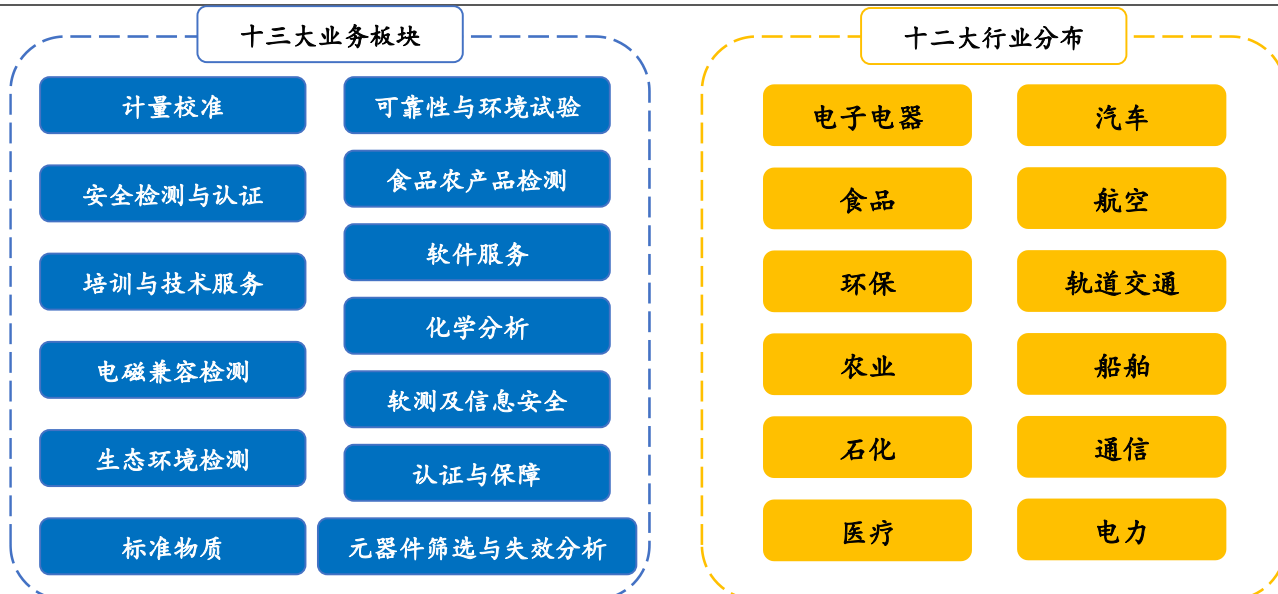 十三大业务板块
计量校准
安全检测与认证
培训与技术服务
电磁兼容检测
生态环境检测
标准物质
可靠性与环境试验
食品农产品检测
软件服务
化学分析
软测及信息安全
认证与保障
元器件筛选与失效分析
十二大行业分布
电子电器
食品
环保
农业
石化
医疗
汽车
航空
轨道交通
船舶
通信
电力